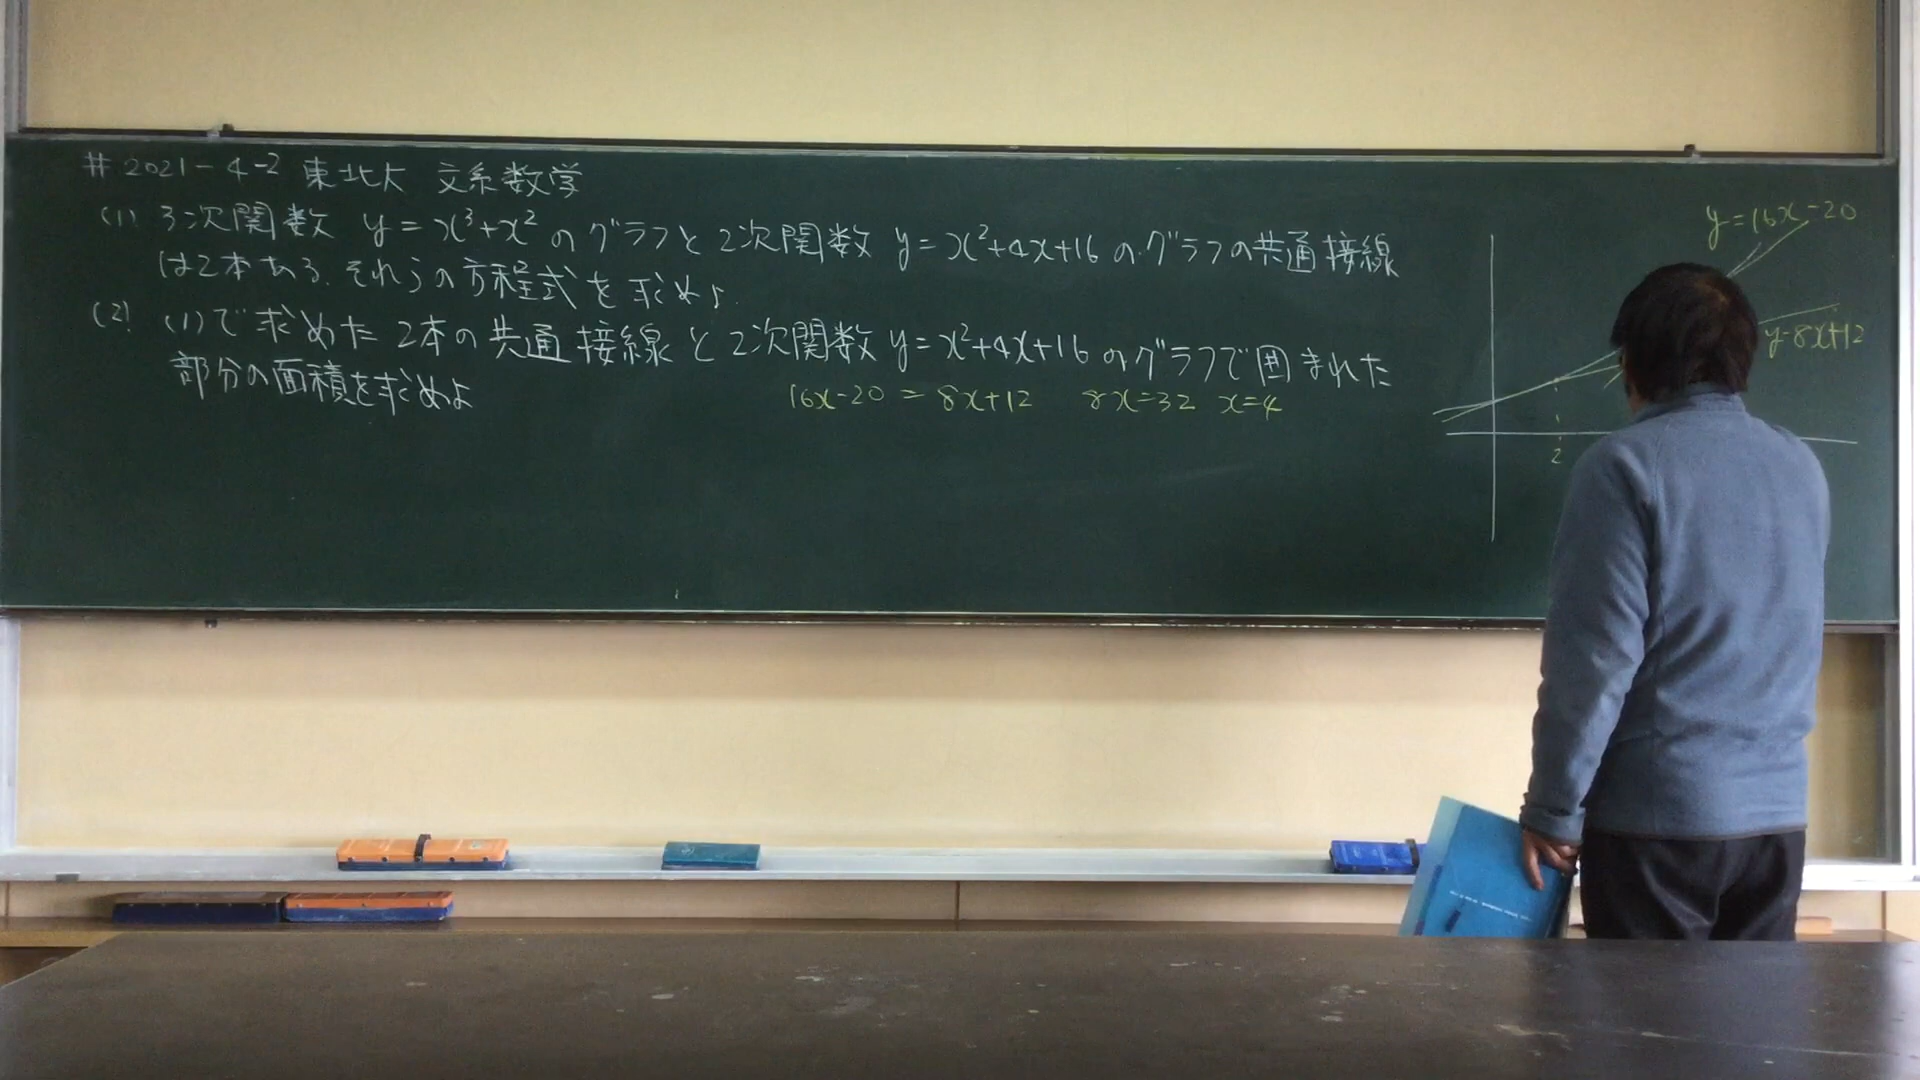 # 2021-4-2 東北大 文系数学
(1) 3次関数 y=x³+x² のグラフと2次関数 y=x²+4x+16 のグラフの共通接線
は2本ある。それらの方程式を求めよ.
(2) (1)で求めた2本の共通接線と2次関数 y=x²+4x+16 のグラフで囲まれた
部分の面積を求めよ
16x-20 = 8x+12 8x=32 x=4
y=16x-20
y=8x+12
2